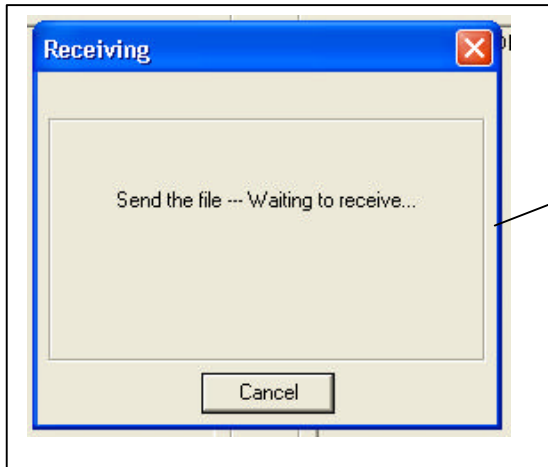 Receiving
Send the file --- Waiting to receive...
Cancel